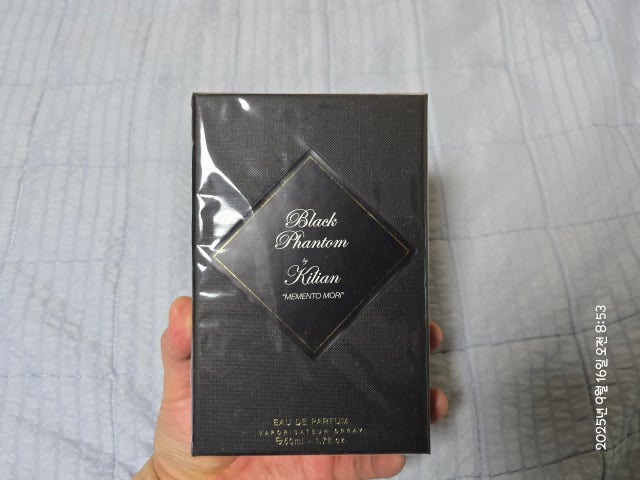 Black
Phantom
by
Kilian
"MEMENTO MORI"
EAU DE PARFUM
VAPORISATEUR SPRAY
℮50ml - 1.7fl.oz.
2025년 9월 19일 오전 8:53